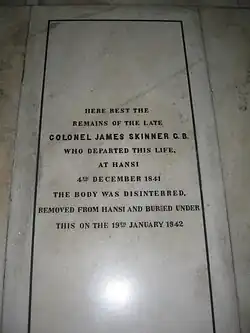 HERE REST THE
REMAINS OF THE LATE
COLONEL JAMES SKINNER C.B.
WHO DEPARTED THIS LIFE,
AT HANSI
4TH DECEMBER 1841
THE BODY WAS DISINTERRED,
REMOVED FROM HANSI AND BURIED UNDER
THIS ON THE 19TH JANUARY 1842